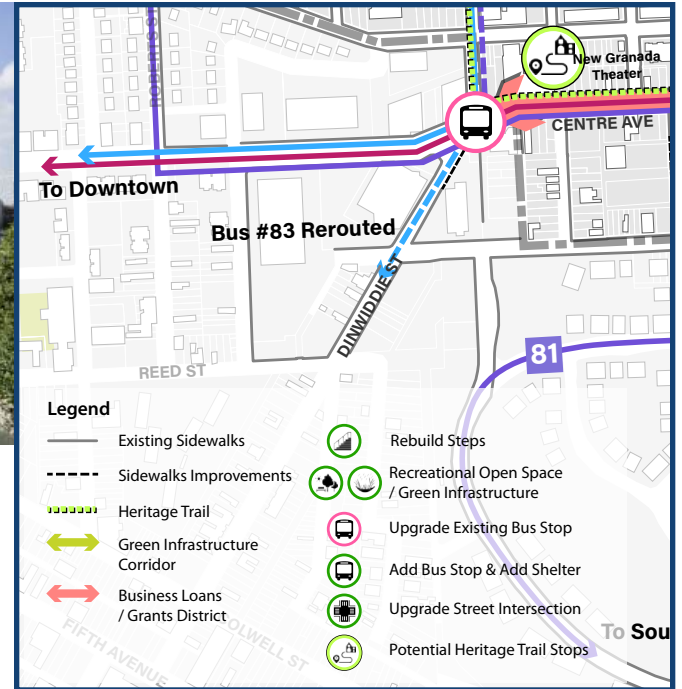 New Granada
Theater
CENTRE AVE
To Downtown
Bus #83 Rerouted
DINWIDDIE ST
81
REED ST
Legend
Existing Sidewalks
Sidewalks Improvements
Heritage Trail
Green Infrastructure
Corridor
Business Loans
/ Grants District
Rebuild Steps
Recreational Open Space
/ Green Infrastructure
Upgrade Existing Bus Stop
Add Bus Stop & Add Shelter
Upgrade Street Intersection
Potential Heritage Trail Stops
To Sou
FIFTH AVENUE
COLWELL ST